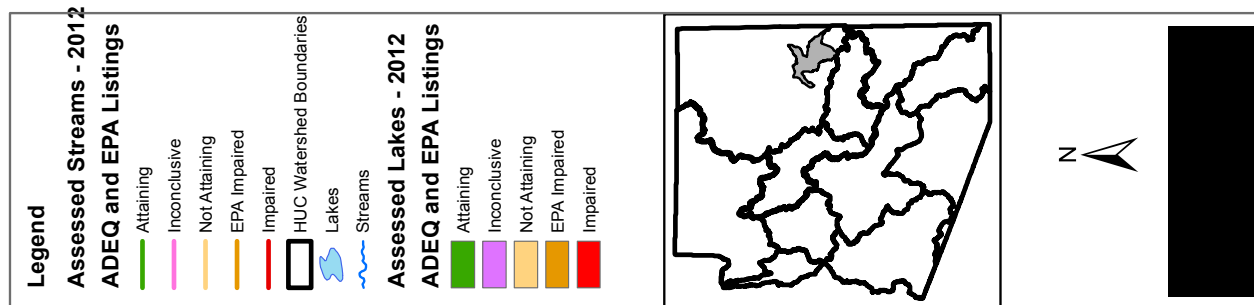 Legend
Assessed Streams - 2012
ADEQ and EPA Listings
Attaining
Inconclusive
Not Attaining
EPA Impaired
Impaired
HUC Watershed Boundaries
Lakes
Streams
Assessed Lakes - 2012
ADEQ and EPA Listings
Attaining
Inconclusive
Not Attaining
EPA Impaired
Impaired
N